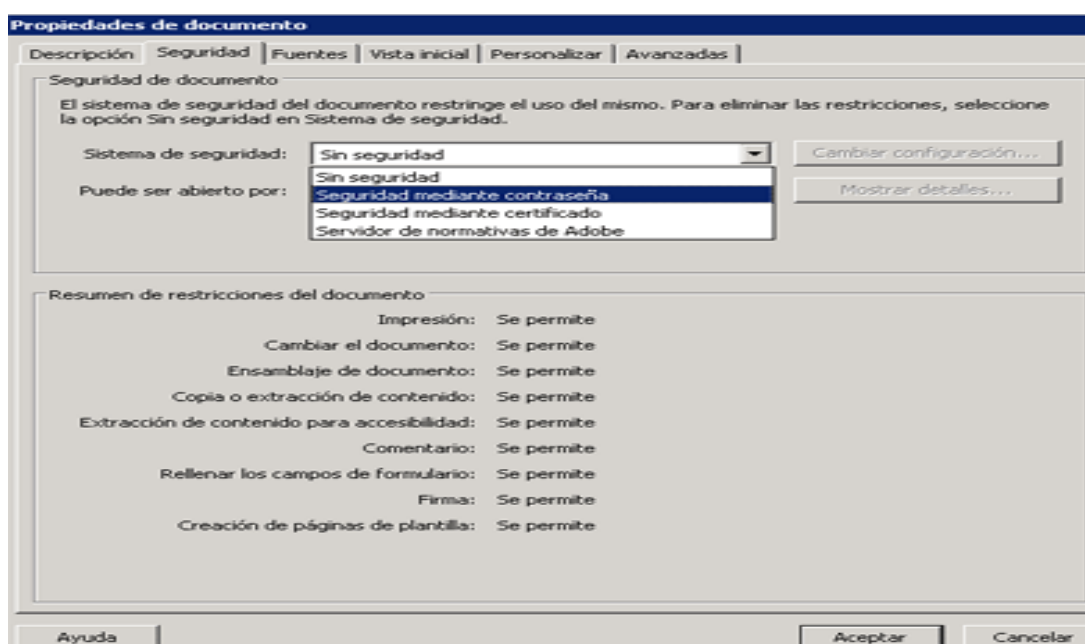 Propiedades de documento
Descripción Seguridad Fuentes Vista inicial Personalizar Avanzadas
Seguridad de documento
El sistema de seguridad del documento restringe el uso del mismo. Para eliminar las restricciones, seleccione
la opción Sin seguridad en Sistema de seguridad.
Sistema de seguridad: Sin seguridad Cambiar configuración...
Sin seguridad
Puede ser abierto por: Seguridad mediante contraseña Mostrar detalles...
Seguridad mediante certificado
Servidor de normativas de Adobe
Resumen de restricciones del documento
Impresión: Se permite
Cambiar el documento: Se permite
Ensamblaje de documento: Se permite
Copia o extracción de contenido: Se permite
Extracción de contenido para accesibilidad: Se permite
Comentario: Se permite
Rellenar los campos de formulario: Se permite
Firma: Se permite
Creación de páginas de plantilla: Se permite
Ayuda Aceptar Cancelar